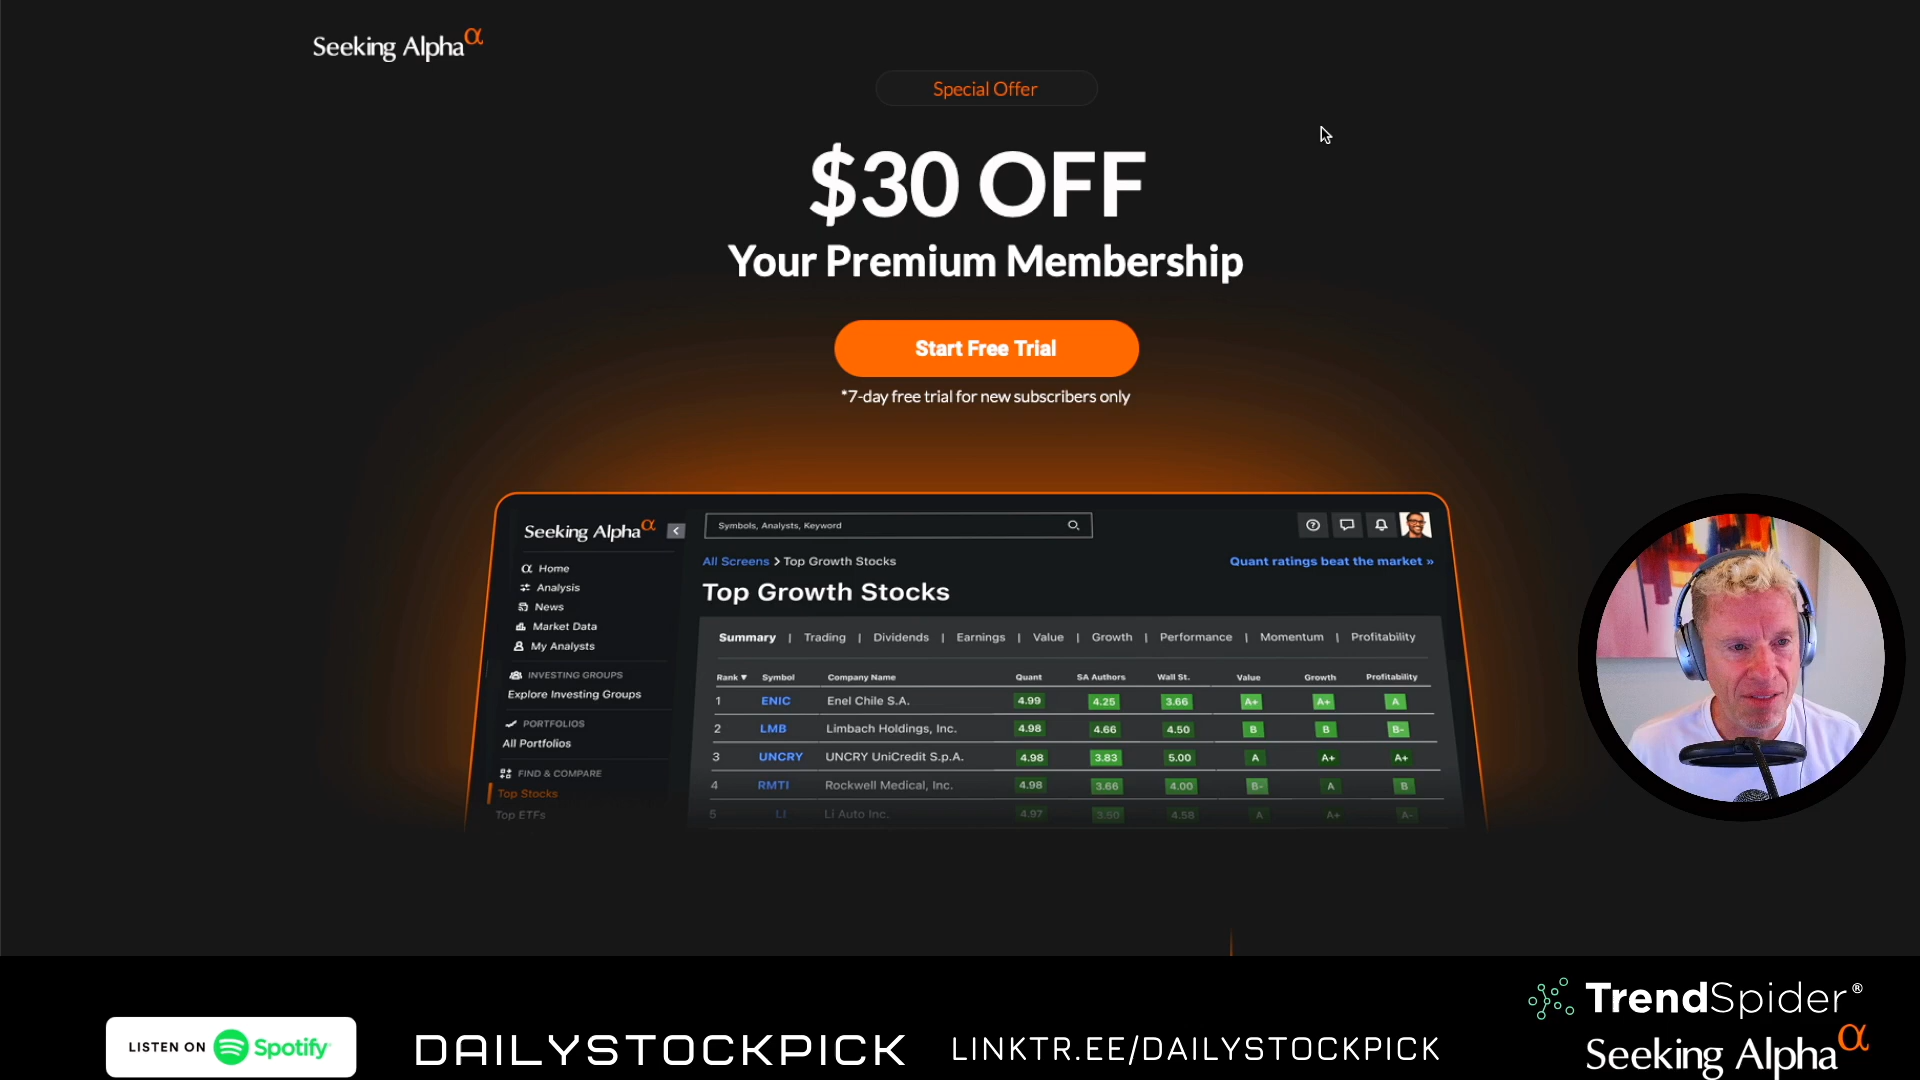 Seeking Alpha α
Special Offer
$30 OFF
Your Premium Membership
Start Free Trial
*7-day free trial for new subscribers only
Seeking Alpha α
Symbols, Analysts, Keyword
Home
Analysis
News
Market Data
My Analysts
INVESTING GROUPS
Explore Investing Groups
PORTFOLIOS
All Portfolios
FIND & COMPARE
Top Stocks
Top ETFs
All Screens > Top Growth Stocks
Quant ratings beat the market »
Top Growth Stocks
Summary | Trading | Dividends | Earnings | Value | Growth | Performance | Momentum | Profitability
Rank ▼ Symbol Company Name Quant SA Authors Wall St. Value Growth Profitability
1 ENIC Enel Chile S.A. 4.99 4.25 3.66 A+ A+ A
2 LMB Limbach Holdings, Inc. 4.98 4.66 4.50 B B B-
3 UNCRY UNCRY UniCredit S.p.A. 4.98 3.83 5.00 A A+ A+
4 RMTI Rockwell Medical, Inc. 4.98 3.66 4.00 B- A B
5 LI Li Auto Inc. 4.97 3.50 4.58 A A+ A-
LISTEN ON Spotify
DAILYSTOCKPICK
LINKTR.EE/DAILYSTOCKPICK
TrendSpider®
Seeking Alpha α